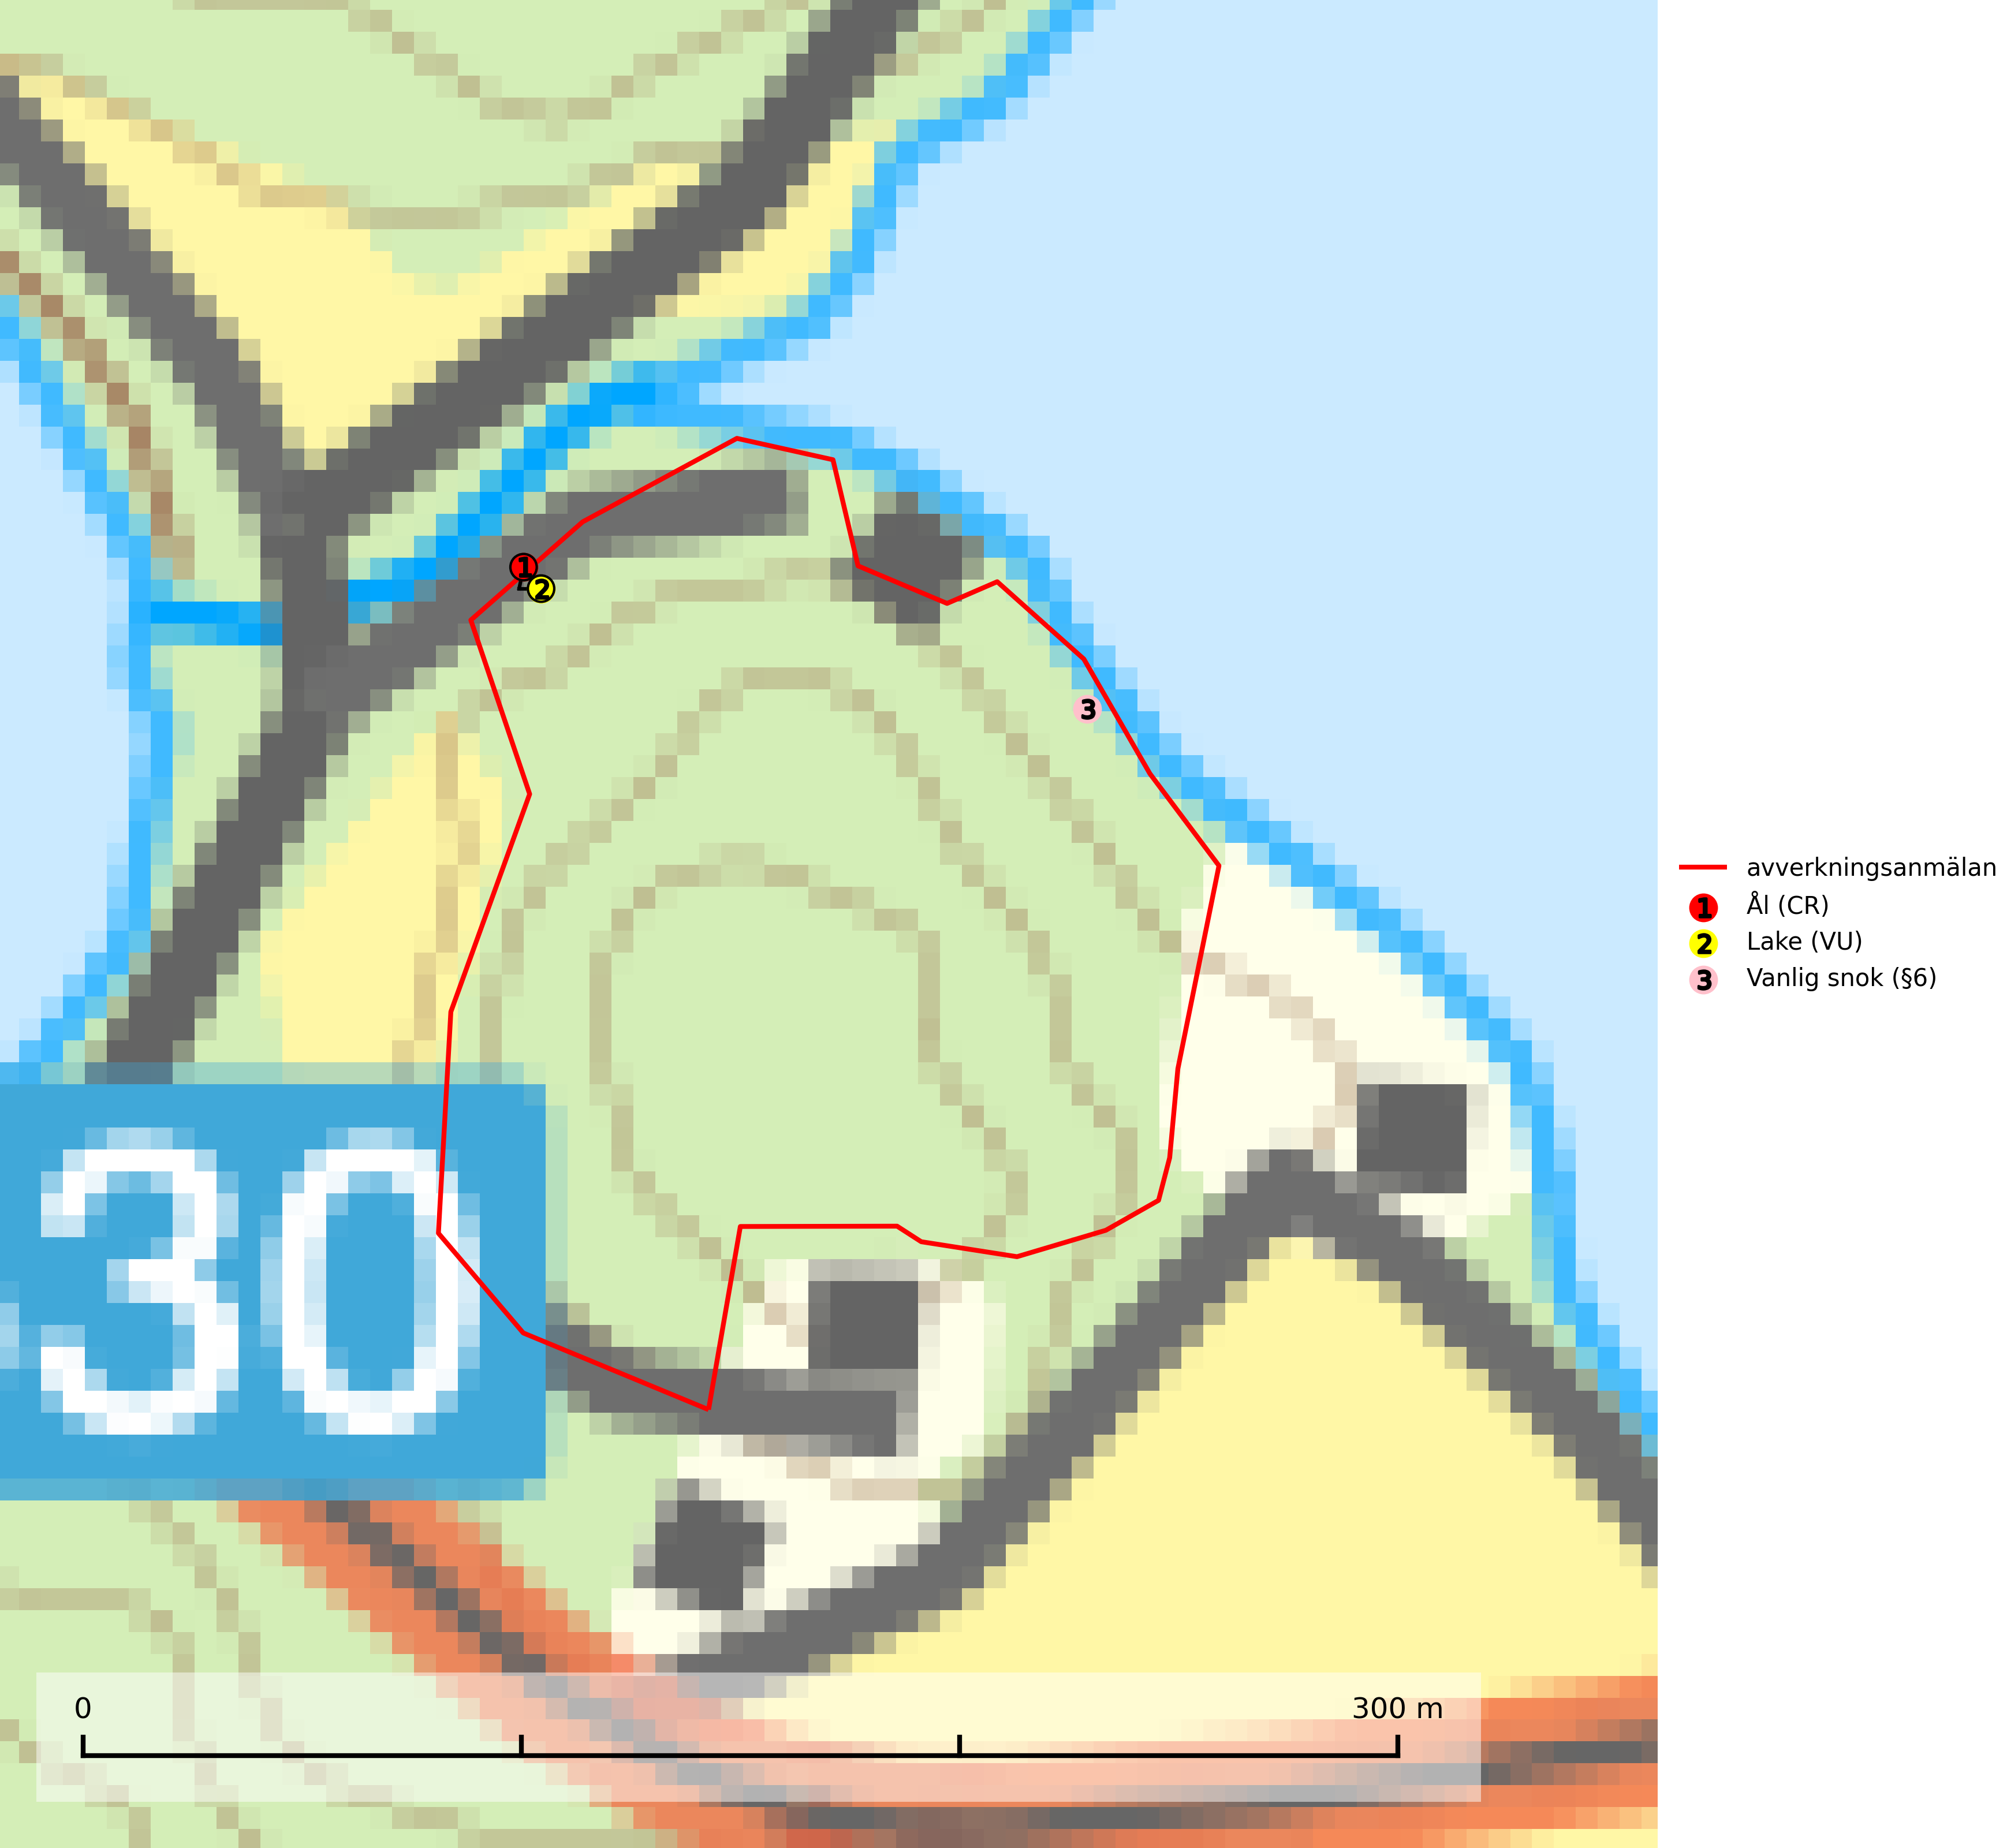 1
2
3
30
0
300 m
avverkningsanmälan
1 Ål (CR)
2 Lake (VU)
3 Vanlig snok (§6)